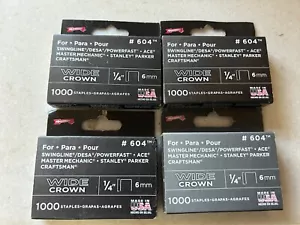 For • Para • Pour # 604™
SWINGLINE/DESA/POWERFAST • ACE®
MASTER MECHANIC® • STANLEY® PARKER
CRAFTSMAN®
WIDE
CROWN
1/4" 6mm
1000 STAPLES-GRAPAS-AGRAFES
MADE IN
USA
For • Para • Pour # 604™
SWINGLINE/DESA/POWERFAST • ACE®
MASTER MECHANIC® • STANLEY® PARKER
CRAFTSMAN®
WIDE
CROWN
1/4" 6mm
1000 STAPLES-GRAPAS-AGRAFES
MADE IN
USA
For • Para • Pour # 604™
SWINGLINE/DESA/POWERFAST • ACE®
MASTER MECHANIC® • STANLEY® PARKER
CRAFTSMAN®
WIDE
CROWN
1/4" 6mm
1000 STAPLES-GRAPAS-AGRAFES
MADE IN
USA
For • Para • Pour # 604™
SWINGLINE/DESA/POWERFAST • ACE®
MASTER MECHANIC® • STANLEY® PARKER
CRAFTSMAN®
WIDE
CROWN
1/4" 6mm
1000 STAPLES-GRAPAS-AGRAFES
MADE IN
USA